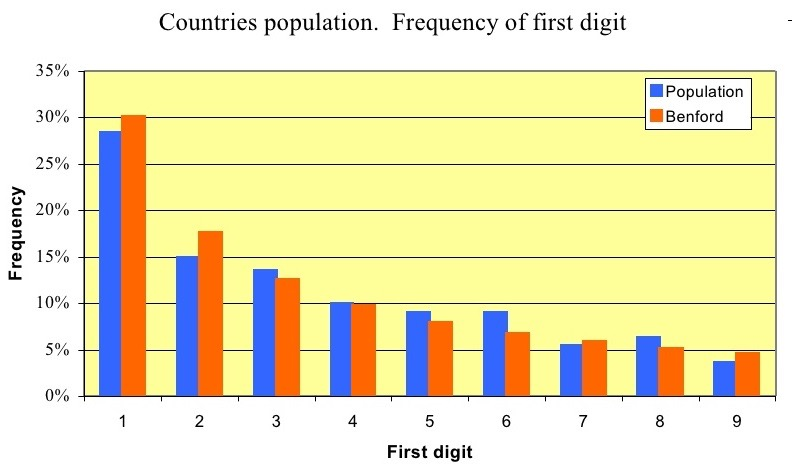 Countries population.  Frequency of first digit
35%
30%
25%
20%
15%
10%
5%
0%
Frequency
Population
Benford
1 2 3 4 5 6 7 8 9
First digit